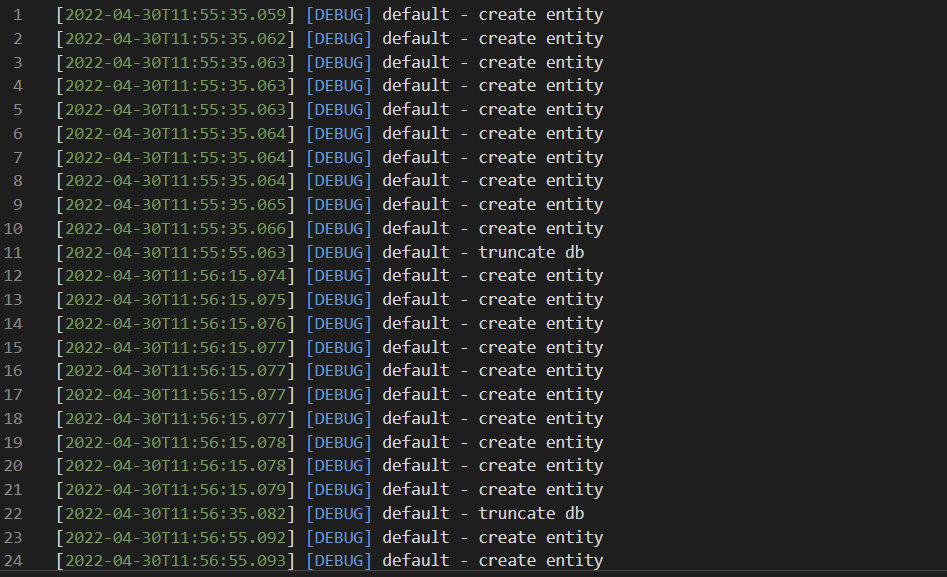 1 [2022-04-30T11:55:35.059] [DEBUG] default - create entity
2 [2022-04-30T11:55:35.062] [DEBUG] default - create entity
3 [2022-04-30T11:55:35.063] [DEBUG] default - create entity
4 [2022-04-30T11:55:35.063] [DEBUG] default - create entity
5 [2022-04-30T11:55:35.063] [DEBUG] default - create entity
6 [2022-04-30T11:55:35.064] [DEBUG] default - create entity
7 [2022-04-30T11:55:35.064] [DEBUG] default - create entity
8 [2022-04-30T11:55:35.064] [DEBUG] default - create entity
9 [2022-04-30T11:55:35.065] [DEBUG] default - create entity
10 [2022-04-30T11:55:35.066] [DEBUG] default - create entity
11 [2022-04-30T11:55:55.063] [DEBUG] default - truncate db
12 [2022-04-30T11:56:15.074] [DEBUG] default - create entity
13 [2022-04-30T11:56:15.075] [DEBUG] default - create entity
14 [2022-04-30T11:56:15.076] [DEBUG] default - create entity
15 [2022-04-30T11:56:15.077] [DEBUG] default - create entity
16 [2022-04-30T11:56:15.077] [DEBUG] default - create entity
17 [2022-04-30T11:56:15.077] [DEBUG] default - create entity
18 [2022-04-30T11:56:15.077] [DEBUG] default - create entity
19 [2022-04-30T11:56:15.078] [DEBUG] default - create entity
20 [2022-04-30T11:56:15.078] [DEBUG] default - create entity
21 [2022-04-30T11:56:15.079] [DEBUG] default - create entity
22 [2022-04-30T11:56:35.082] [DEBUG] default - truncate db
23 [2022-04-30T11:56:55.092] [DEBUG] default - create entity
24 [2022-04-30T11:56:55.093] [DEBUG] default - create entity